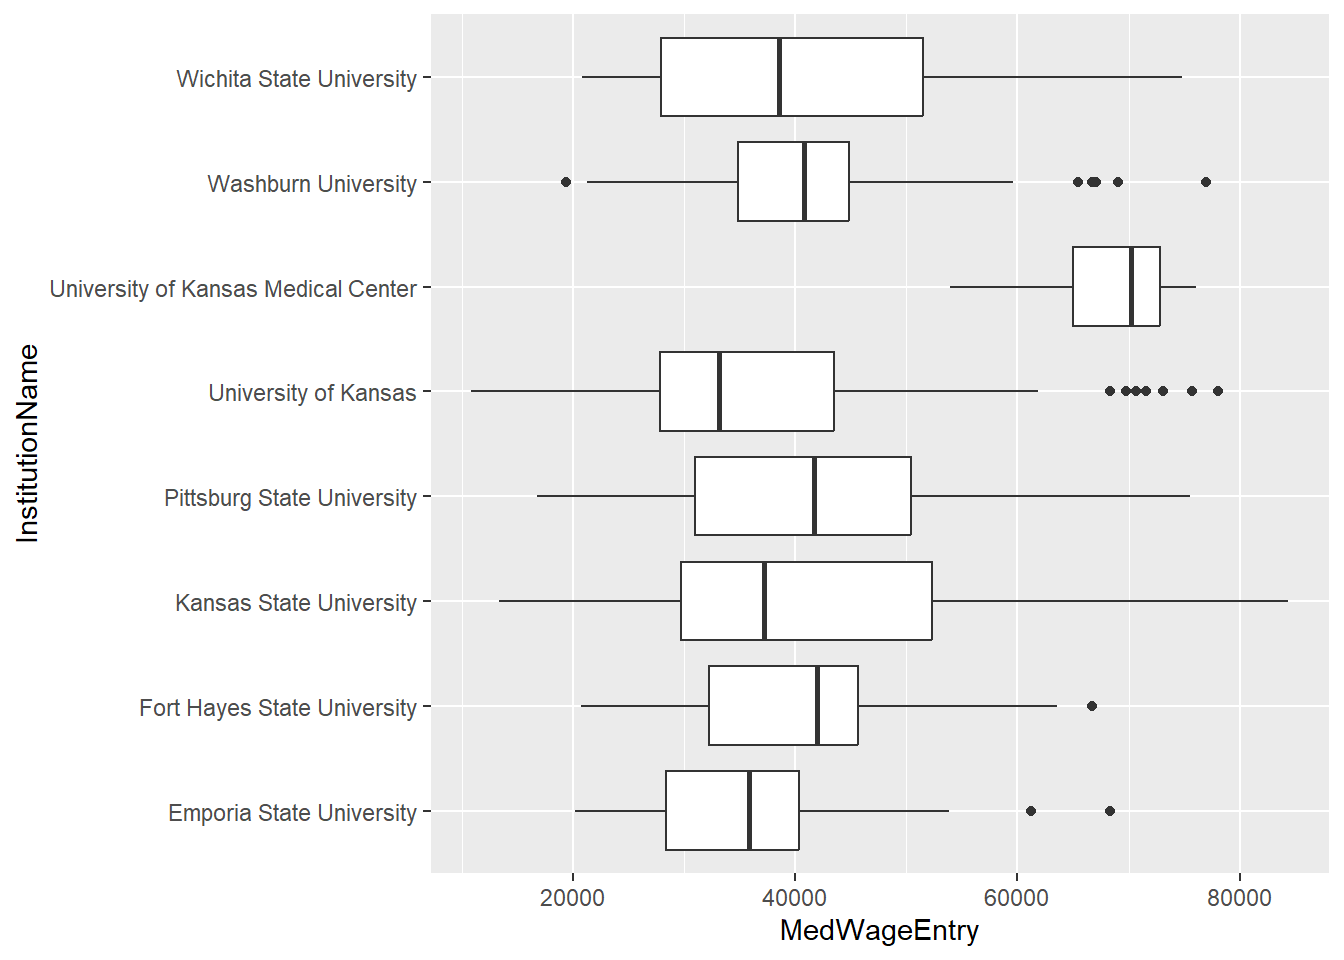 Wichita State University
Washburn University
University of Kansas Medical Center
University of Kansas
Pittsburg State University
Kansas State University
Fort Hayes State University
Emporia State University
InstitutionName
20000 40000 60000 80000
MedWageEntry